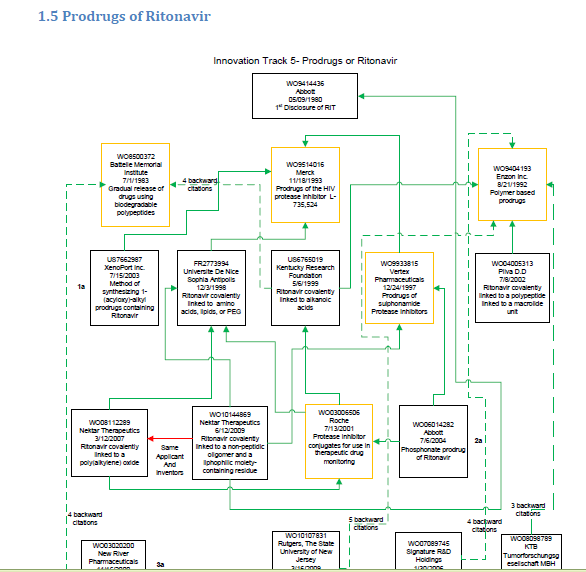 1.5 Prodrugs of Ritonavir
Innovation Track 5- Prodrugs or Ritonavir
WO9414436
Abbott
05/09/1980
1st Disclosure of RIT
WO8500372
Battelle Memorial
Institute
7/1/1983
Gradual release of
drugs using
biodegradable
polypeptides
4 backward
citations
WO9514016
Merck
11/18/1993
Prodrugs of the HIV
protease inhibitor L-
735,524
WO9404193
Enzon Inc.
8/21/1992
Polymer based
prodrugs
1a
US7662987
XenoPort Inc.
7/15/2003
Method of
synthesizing 1-
(acyloxy)-alkyl
prodrugs containing
Ritonavir
FR2773994
Universite De Nice
Sophia Antipolis
12/3/1998
Ritonavir covalently
linked to amino
acids, lipids, or PEG
US6765019
Kentucky Research
Foundation
5/6/1999
Ritonavir covalently
linked to alkanoic
acids
WO9933815
Vertex
Pharmaceuticals
12/24/1997
Prodrugs of
sulphonamide
Protease Inhibitors
WO04005313
Pliva D.D
7/8/2002
Ritonavir covalently
linked to a polypeptide
linked to a macrolide
unit
WO08112289
Nektar Therapeutics
3/12/2007
Ritonavir covalently
linked to a
poly(alkylene) oxide
Same
Applicant
And
Inventors
WO10144869
Nektar Therapeutics
6/12/2009
Ritonavir covalently
linked to a non-peptidic
oligomer and a
liphophilic moiety-
containing residue
WO03006506
Roche
7/13/2001
Protease Inhibitor
conjugates for use in
therapeutic drug
monitoring
WO06014282
Abbott
7/6/2004
Phosphonate prodrug
of Ritonavir
2a
4 backward
citations
5 backward
citations
4 backward
citations
3 backward
citations
WO03020200
New River
Pharmaceuticals
3a
WO10107831
Rutgers, The State
University of New
Jersey
3/16/2009
WO07089745
Signature R&D
Holdings
1/30/2006
WO08098789
KTB
Tumorforschungsg
esellschaft MBH